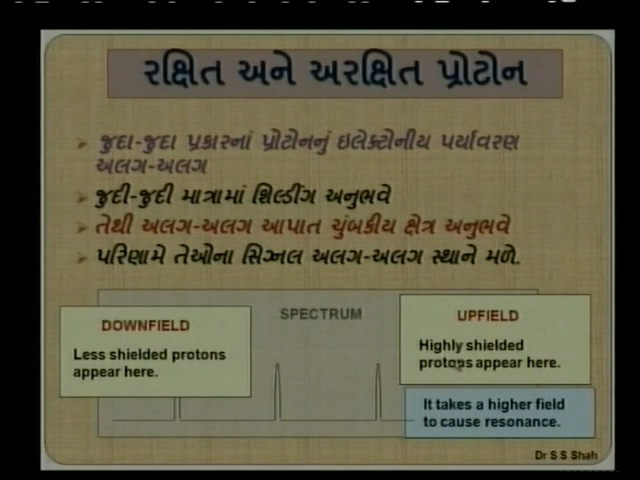 રક્ષિત અને અરક્ષિત પ્રોટોન
જુદા-જુદા પ્રકારનાં પ્રોટોનનું ઇલેક્ટોનીય પર્યાવરણ
અલગ-અલગ
જુદી-જુદી માત્રામાં શિલ્ડીંગ અનુભવે
તેથી અલગ-અલગ આપાત ચુંબકીય ક્ષેત્ર અનુભવે
પરિણામે તેઓના સિગ્નલ અલગ-અલગ સ્થાને મળે.
SPECTRUM
DOWNFIELD
Less shielded protons
appear here.
UPFIELD
Highly shielded
protons appear here.
It takes a higher field
to cause resonance.
Dr S S Shah